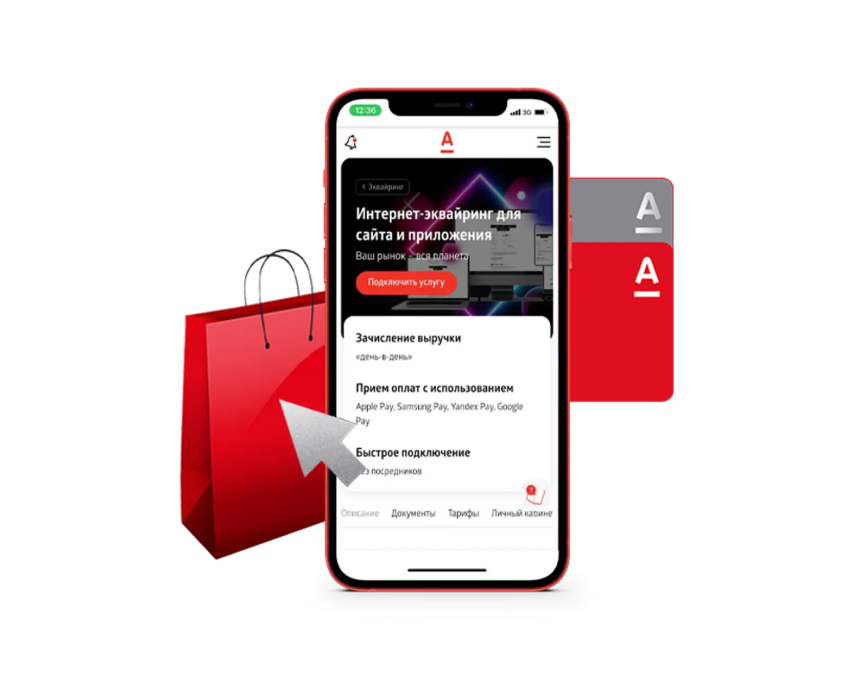 12:36
3G
A
< Эквайринг
Интернет-эквайринг для
сайта и приложения
Ваш рынок – вся планета
Подключить услугу
Зачисление выручки
«день-в-день»
Прием оплат с использованием
Apple Pay, Samsung Pay, Yandex Pay, Google
Pay
Быстрое подключение
ез посредников
Описание Документы Тарифы Личный кабине
A
A